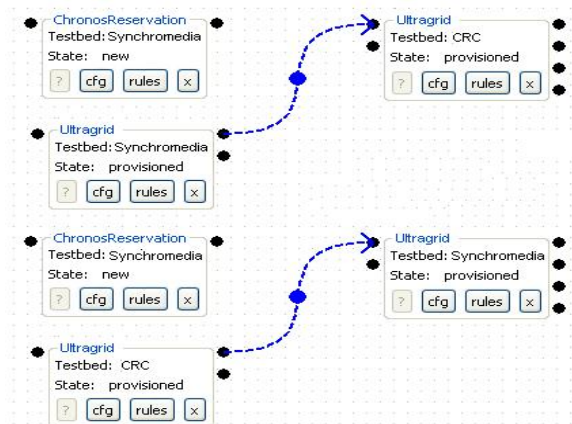 ChronosReservation
Testbed: Synchromedia
State: new
? cfg rules x
Ultragrid
Testbed: CRC
State: provisioned
? cfg rules x
Ultragrid
Testbed: Synchromedia
State: provisioned
? cfg rules x
ChronosReservation
Testbed: Synchromedia
State: new
? cfg rules x
Ultragrid
Testbed: Synchromedia
State: provisioned
? cfg rules x
Ultragrid
Testbed: CRC
State: provisioned
? cfg rules x